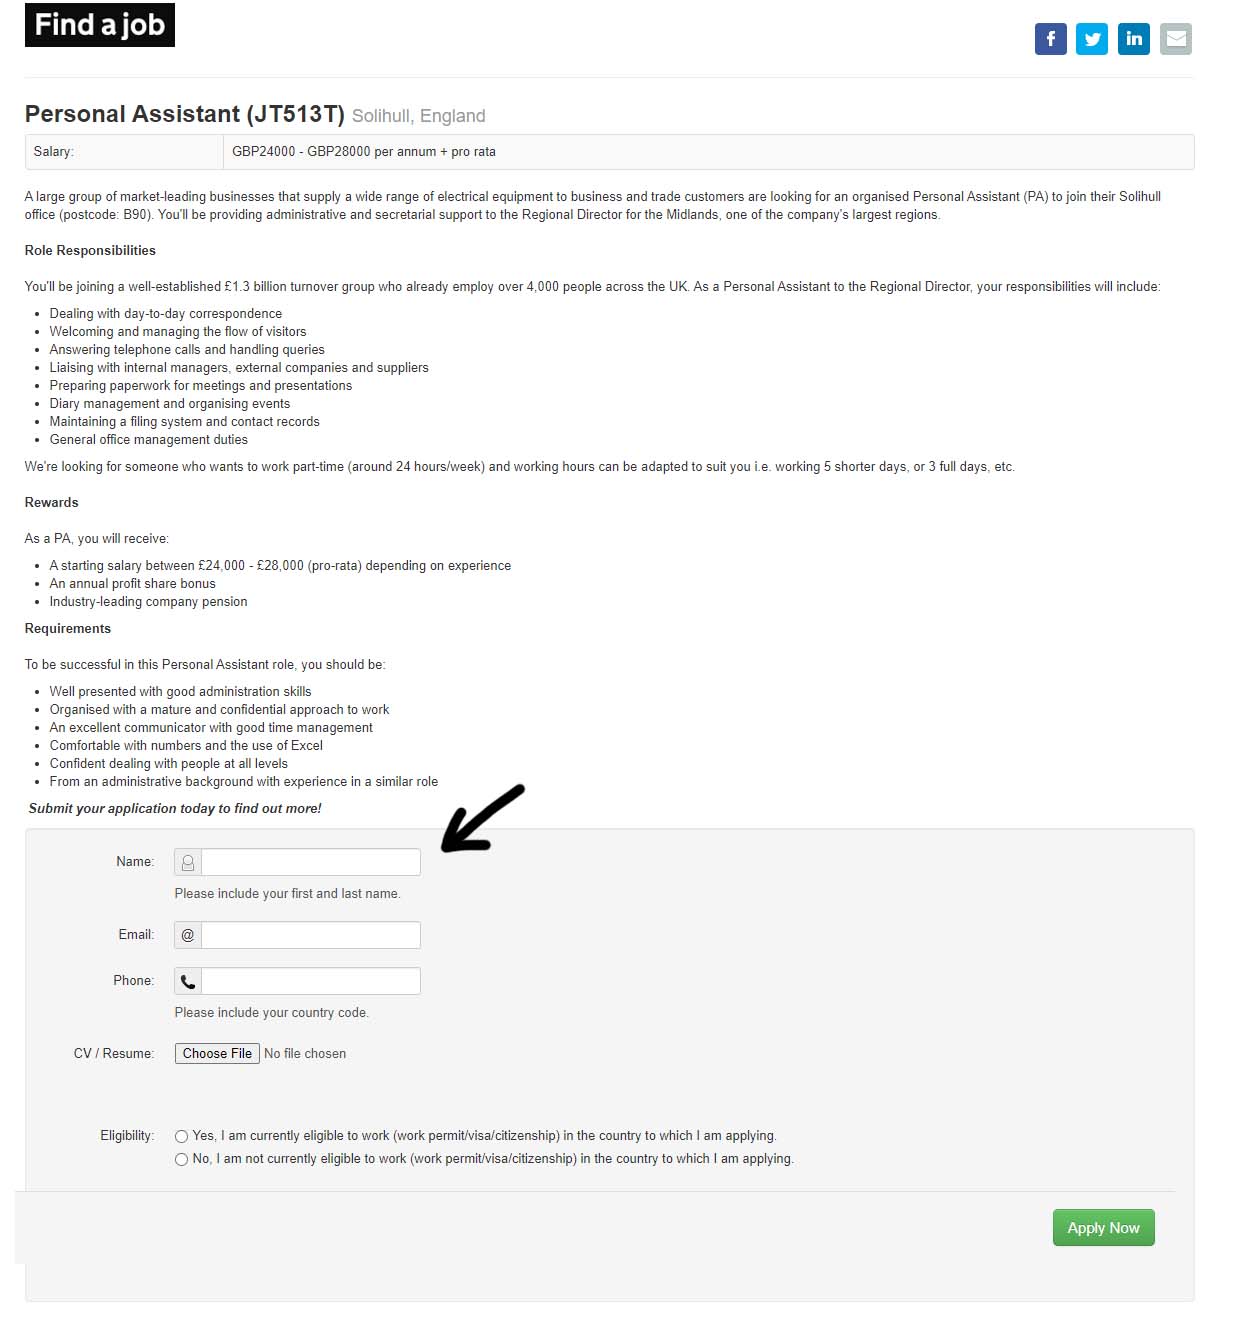 Find a job
Personal Assistant (JT513T) Solihull, England
Salary: GBP24000 - GBP28000 per annum + pro rata
A large group of market-leading businesses that supply a wide range of electrical equipment to business and trade customers are looking for an organised Personal Assistant (PA) to join their Solihull
office (postcode: B90). You'll be providing administrative and secretarial support to the Regional Director for the Midlands, one of the company's largest regions.
Role Responsibilities
You'll be joining a well-established £1.3 billion turnover group who already employ over 4,000 people across the UK. As a Personal Assistant to the Regional Director, your responsibilities will include:
• Dealing with day-to-day correspondence
• Welcoming and managing the flow of visitors
• Answering telephone calls and handling queries
• Liaising with internal managers, external companies and suppliers
• Preparing paperwork for meetings and presentations
• Diary management and organising events
• Maintaining a filing system and contact records
• General office management duties
We're looking for someone who wants to work part-time (around 24 hours/week) and working hours can be adapted to suit you i.e. working 5 shorter days, or 3 full days, etc.
Rewards
As a PA, you will receive:
• A starting salary between £24,000 - £28,000 (pro-rata) depending on experience
• An annual profit share bonus
• Industry-leading company pension
Requirements
To be successful in this Personal Assistant role, you should be:
• Well presented with good administration skills
• Organised with a mature and confidential approach to work
• An excellent communicator with good time management
• Comfortable with numbers and the use of Excel
• Confident dealing with people at all levels
• From an administrative background with experience in a similar role
Submit your application today to find out more!
Name:
Please include your first and last name.
Email: @
Phone:
Please include your country code.
CV / Resume: Choose File No file chosen
Eligibility: Yes, I am currently eligible to work (work permit/visa/citizenship) in the country to which I am applying.
No, I am not currently eligible to work (work permit/visa/citizenship) in the country to which I am applying.
Apply Now